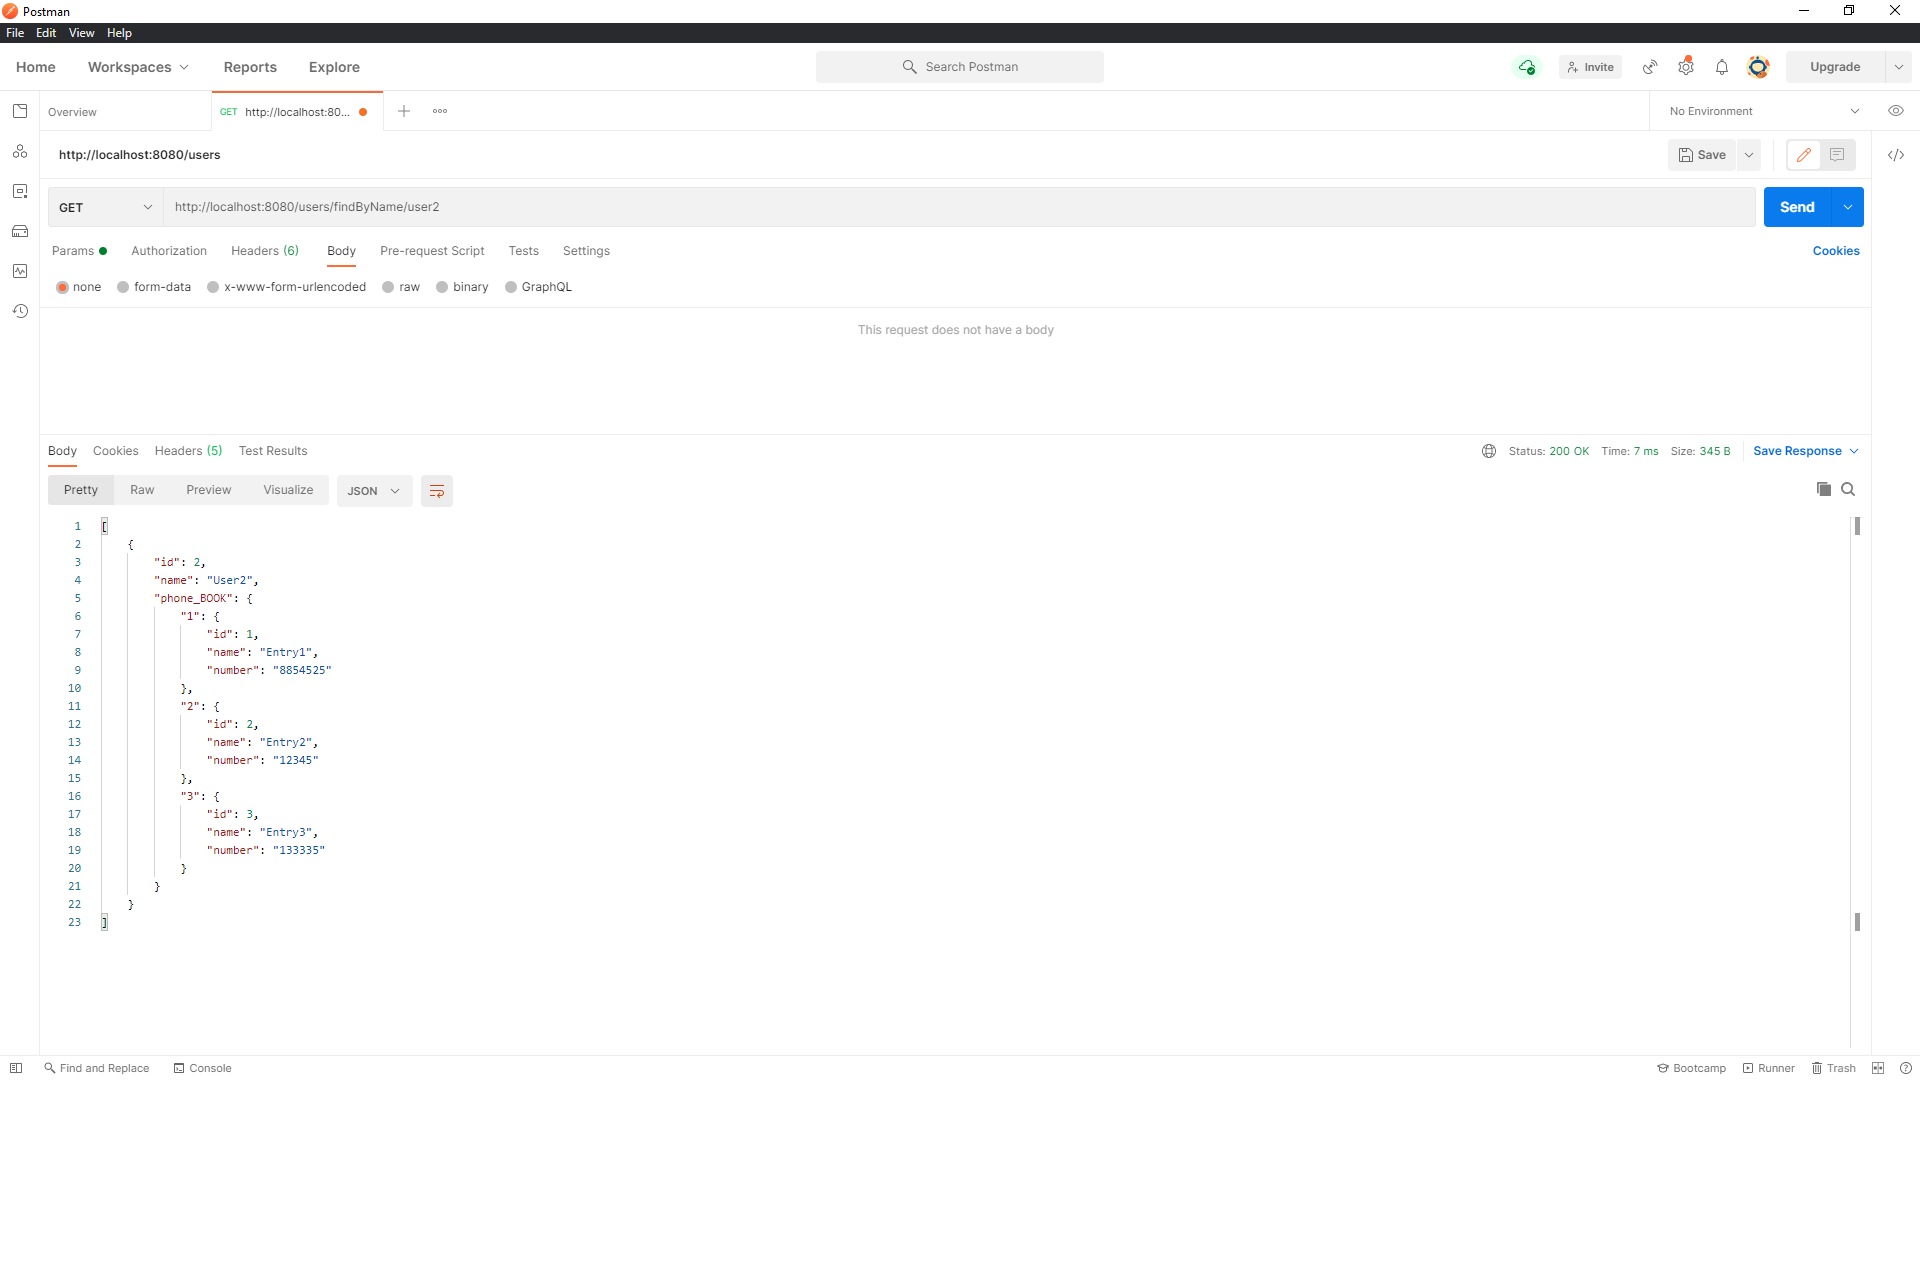 Postman
File Edit View Help
Home Workspaces Reports Explore Search Postman Invite Upgrade
Overview GET http://localhost:80... No Environment
http://localhost:8080/users Save
GET http://localhost:8080/users/findByName/user2 Send
Params Authorization Headers (6) Body Pre-request Script Tests Settings Cookies
none form-data x-www-form-urlencoded raw binary GraphQL
This request does not have a body
Body Cookies Headers (5) Test Results Status: 200 OK Time: 7 ms Size: 345 B Save Response
Pretty Raw Preview Visualize JSON
1 [
2 {
3 "id": 2,
4 "name": "User2",
5 "phone_BOOK": {
6 "1": {
7 "id": 1,
8 "name": "Entry1",
9 "number": "8854525"
10 },
11 "2": {
12 "id": 2,
13 "name": "Entry2",
14 "number": "12345"
15 },
16 "3": {
17 "id": 3,
18 "name": "Entry3",
19 "number": "133335"
20 }
21 }
22 }
23 ]
Find and Replace Console Bootcamp Runner Trash